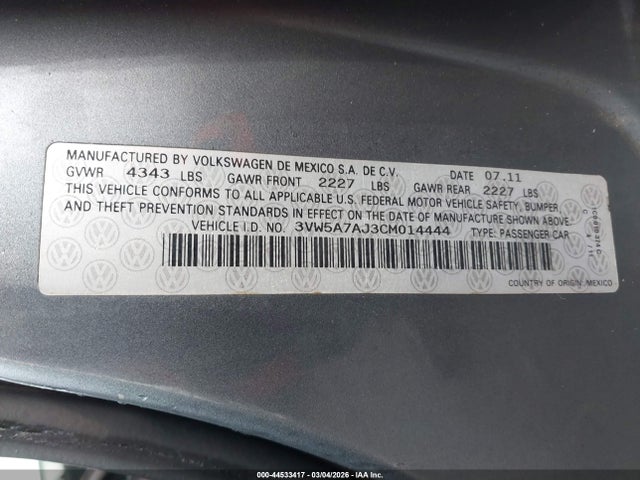 MANUFACTURED BY VOLKSWAGEN DE MEXICO S.A. DE C.V. DATE 07.11
GVWR 4343 LBS GAWR FRONT 2227 LBS GAWR REAR 2227 LBS
THIS VEHICLE CONFORMS TO ALL APPLICABLE U.S. FEDERAL MOTOR VEHICLE SAFETY, BUMPER
AND THEFT PREVENTION STANDARDS IN EFFECT ON THE DATE OF MANUFACTURE SHOWN ABOVE.
VEHICLE I.D. NO. 3VW5A7AJ3CM014444 TYPE: PASSENGER CAR
COUNTRY OF ORIGIN: MEXICO
000-44533417 - 03/04/2026 - IAAI.COM